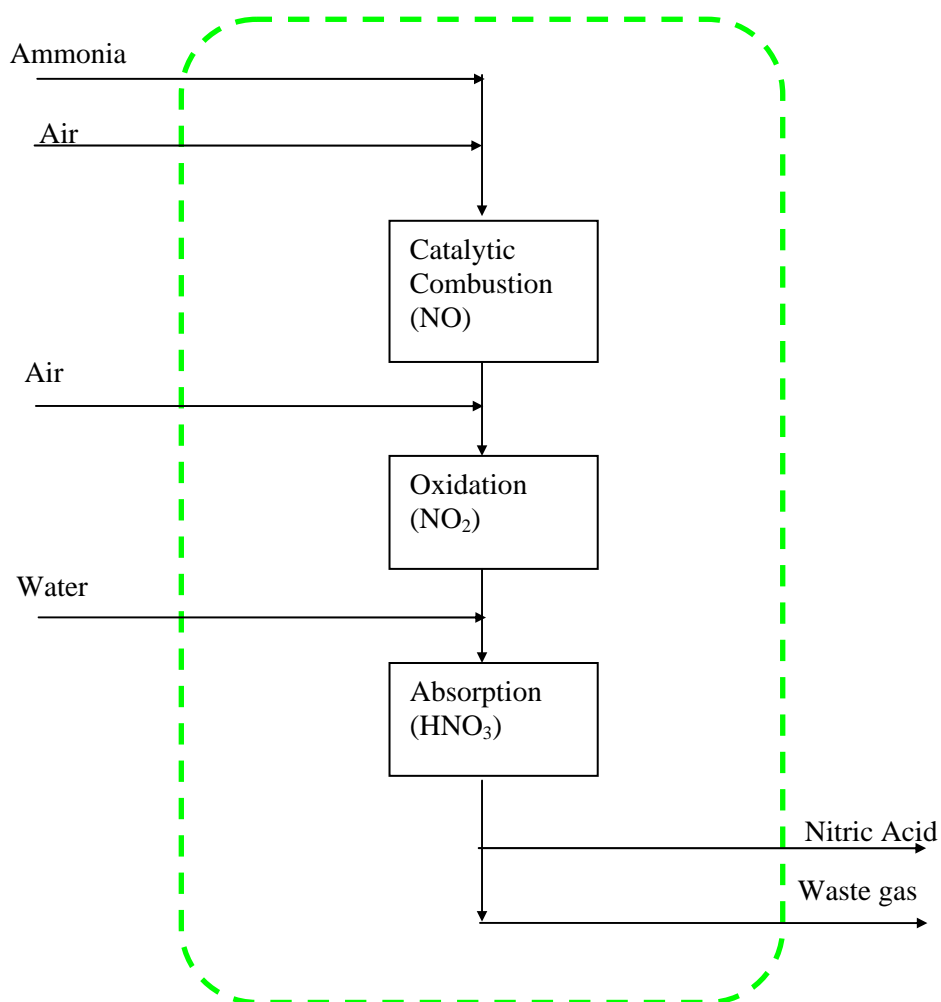 Ammonia
Air
Catalytic
Combustion
(NO)
Air
Oxidation
(NO₂)
Water
Absorption
(HNO₃)
Nitric Acid
Waste gas